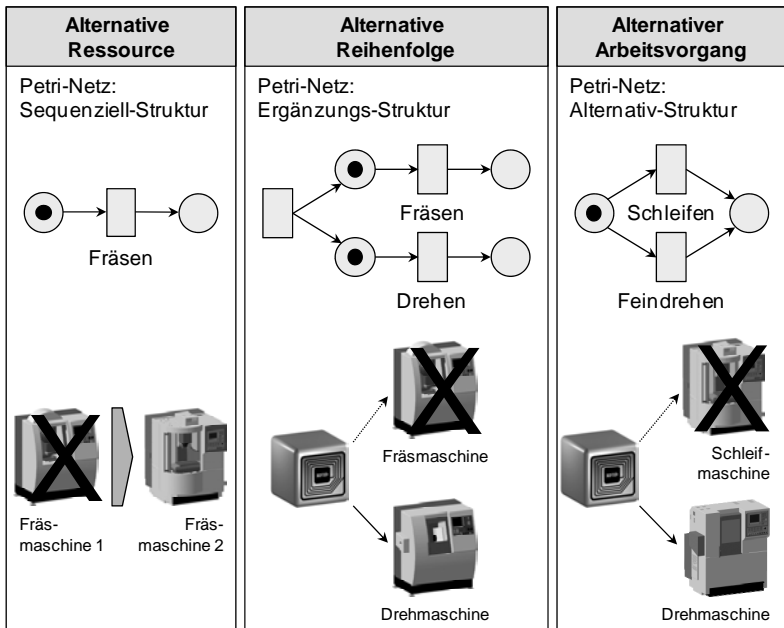 Alternative
Ressource
Petri-Netz:
Sequenziell-Struktur
Fräsen
Fräs-
maschine 1
Fräs-
maschine 2
Alternative
Reihenfolge
Petri-Netz:
Ergänzungs-Struktur
Fräsen
Drehen
Fräsmaschine
Drehmaschine
Alternativer
Arbeitsvorgang
Petri-Netz:
Alternativ-Struktur
Schleifen
Feindrehen
Schleif-
maschine
Drehmaschine